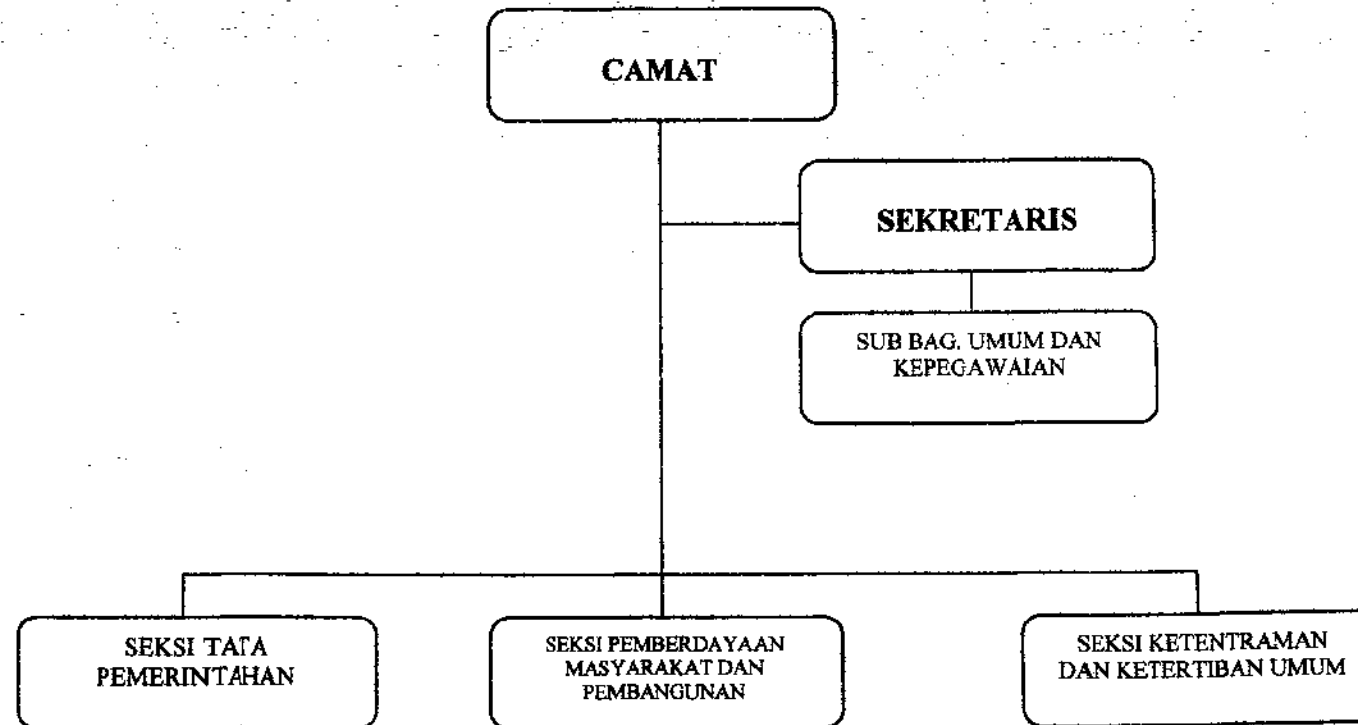 CAMAT
SEKRETARIS
SUB BAG. UMUM DAN
KEPEGAWAIAN
SEKSI TATA
PEMERINTAHAN
SEKSI PEMBERDAYAAN
MASYARAKAT DAN
PEMBANGUNAN
SEKSI KETENTRAMAN
DAN KETERTIBAN UMUM